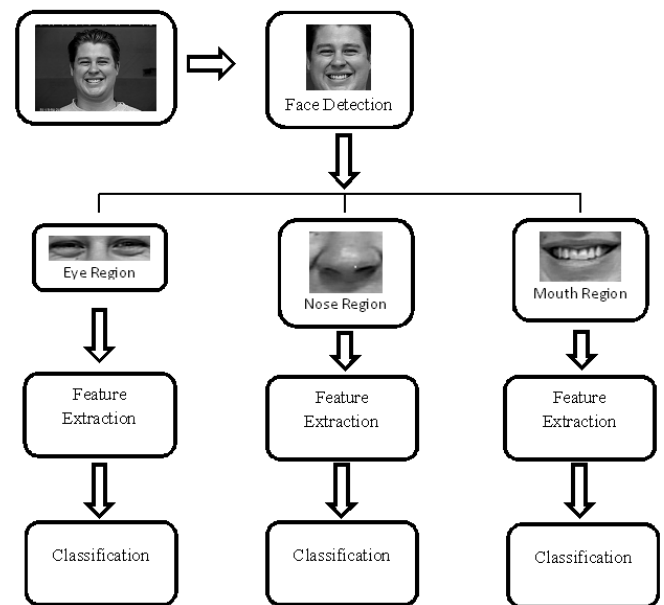 Face Detection
Eye Region
Nose Region
Mouth Region
Feature
Extraction
Feature
Extraction
Feature
Extraction
Classification
Classification
Classification